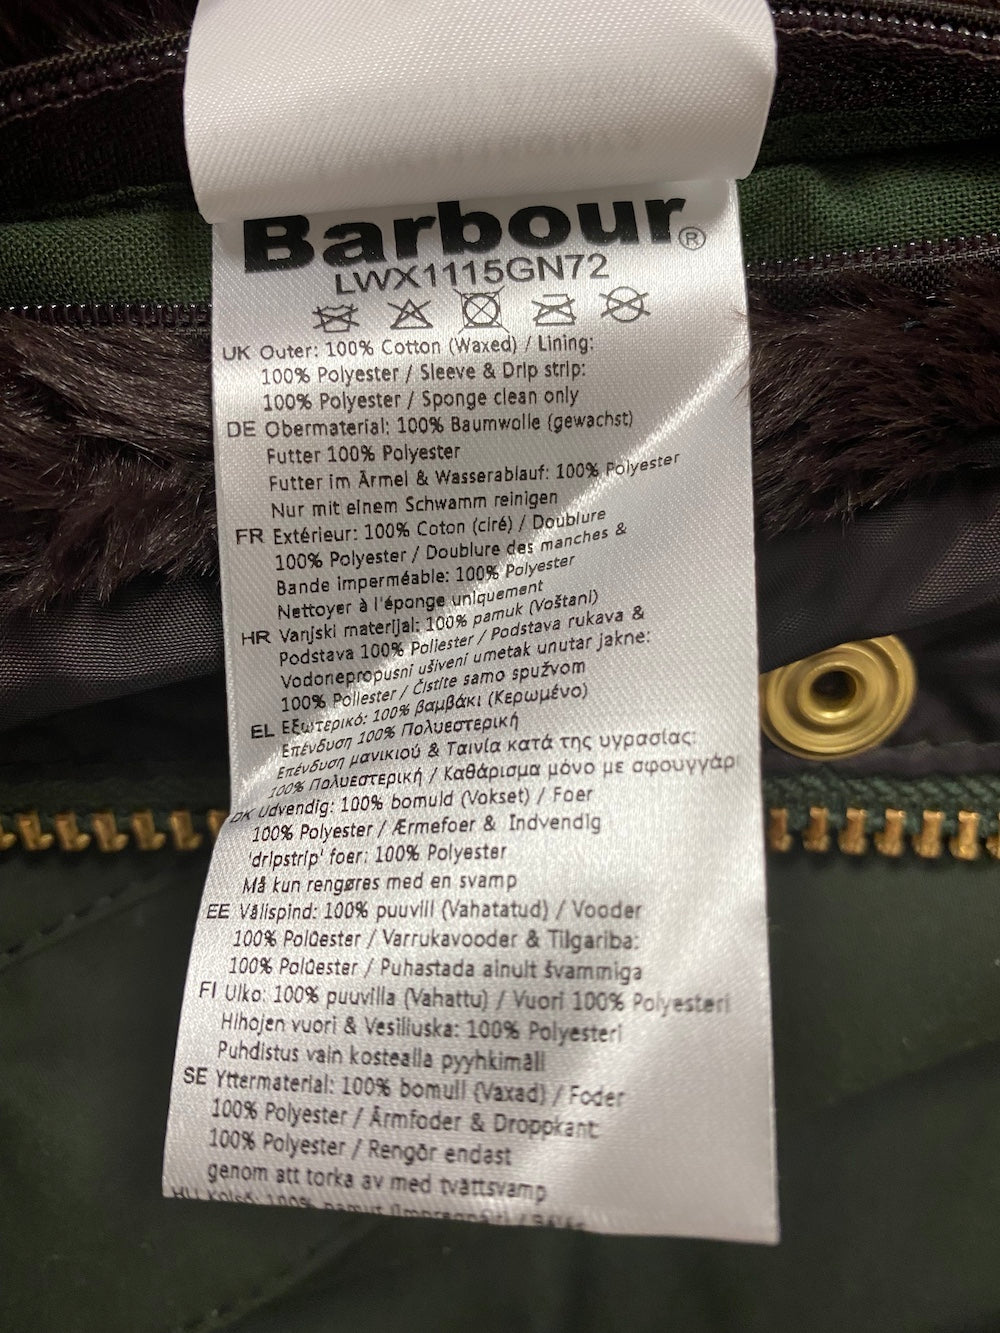 Barbour®
LWX1115GN72
UK Outer: 100% Cotton (Waxed) / Lining:
100% Polyester / Sleeve & Drip strip:
100% Polyester / Sponge clean only
DE Obermaterial: 100% Baumwolle (gewachst)
Futter 100% Polyester
Futter im Ärmel & Wasserablauf: 100% Polyester
Nur mit einem Schwamm reinigen
FR Extérieur: 100% Coton (ciré) / Doublure
100% Polyester / Doublure des manches &
Bande imperméable: 100% Polyester
Nettoyer à l'éponge uniquement
HR Vanjski materijal: 100% pamuk (Voštani)
Podstava 100% Poliester / Podstava rukava &
Vodonepropusni ušiveni umetak unutar jakne:
100% Poliester / Čistite samo spužvom
EL Εξωτερικό: 100% βαμβάκι (Κερωμένο)
Επένδυση 100% Πολυεστερική
Επένδυση μανικιού & Ταινία κατά της υγρασίας:
100% Πολυεστερική / Καθάρισμα μόνο με σφουγγάρι
DK Udvendig: 100% bomuld (Vokset) / Foer
100% Polyester / Ærmefoer & Indvendig
'dripstrip' foer: 100% Polyester
Må kun rengøres med en svamp
EE Välispind: 100% puuvill (Vahatatud) / Vooder
100% Polüester / Varrukavooder & Tilgariba:
100% Polüester / Puhastada ainult švammiga
FI Ulko: 100% puuvilla (Vahattu) / Vuori 100% Polyesteri
Hihojen vuori & Vesiliuska: 100% Polyesteri
Puhdistus vain kostealla pyyhkimäll
SE Yttermaterial: 100% bomull (Vaxad) / Foder
100% Polyester / Ärmfoder & Droppkant:
100% Polyester / Rengör endast
genom att torka av med tvättsvamp
HU Külső: 100% pamut